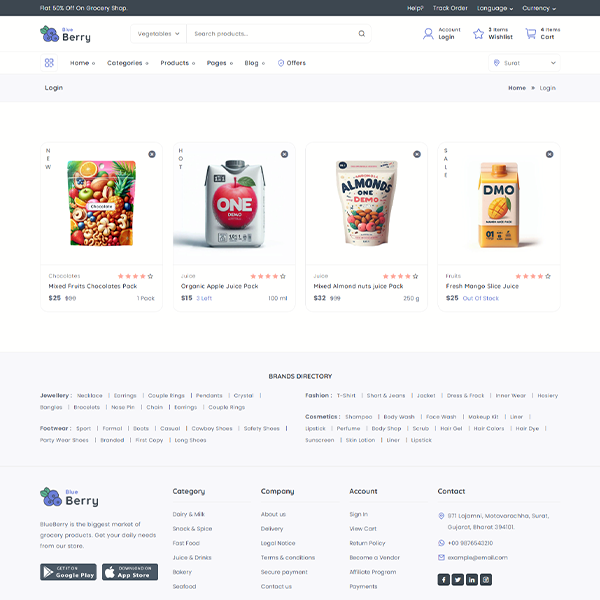 Flat 50% Off On Grocery Shop.
Help? Track Order Language Currency
Blue
Berry
Vegetables Search products...
Account
Login
3 Items
Wishlist
4 Items
Cart
Home Categories Products Pages Blog Offers
Surat
Login
Home » Login
NEW
Chocolate
HOT
ONE
DEMO
ALMONDS
ONE
DEMO
SALE
DMO
01
Chocolates
Mixed Fruits Chocolates Pack
$25 1 Pack
Juice
Organic Apple Juice Pack
$15 3 Left 100 ml
Juice
Mixed Almond nuts juice Pack
$32 $39 250 g
Fruits
Fresh Mango Slice Juice
$25 Out Of Stock
BRANDS DIRECTORY
Jewellery : Necklace | Earrings | Couple Rings | Pendants | Crystal |
Bangles | Bracelets | Nose Pin | Chain | Earrings | Couple Rings
Footwear : Sport | Formal | Boots | Casual | Cowboy Shoes | Safety Shoes |
Party Wear Shoes | Branded | First Copy | Long Shoes
Fashion : T-Shirt | Short & Jeans | Jacket | Dress & Frock | Inner Wear | Hosiery
Cosmetics : Shampoo | Body Wash | Face Wash | Makeup Kit | Liner |
Lipstick | Perfume | Body Shop | Scrub | Hair Gel | Hair Colors | Hair Dye |
Sunscreen | Skin Lotion | Liner | Lipstick
Blue
Berry
BlueBerry is the biggest market of
grocery products. Get your daily needs
from our store.
GET IT ON
Google Play
DOWNLOAD ON
App Store
Category
Dairy & Milk
Snack & Spice
Fast Food
Juice & Drinks
Bakery
Seafood
Company
About us
Delivery
Legal Notice
Terms & conditions
Secure payment
Contact us
Account
Sign In
View Cart
Return Policy
Become a Vendor
Affiliate Program
Payments
Contact
971 Lajamni, Motavarachha, Surat,
Gujarat, Bharat 394101.
+00 9876543210
example@email.com